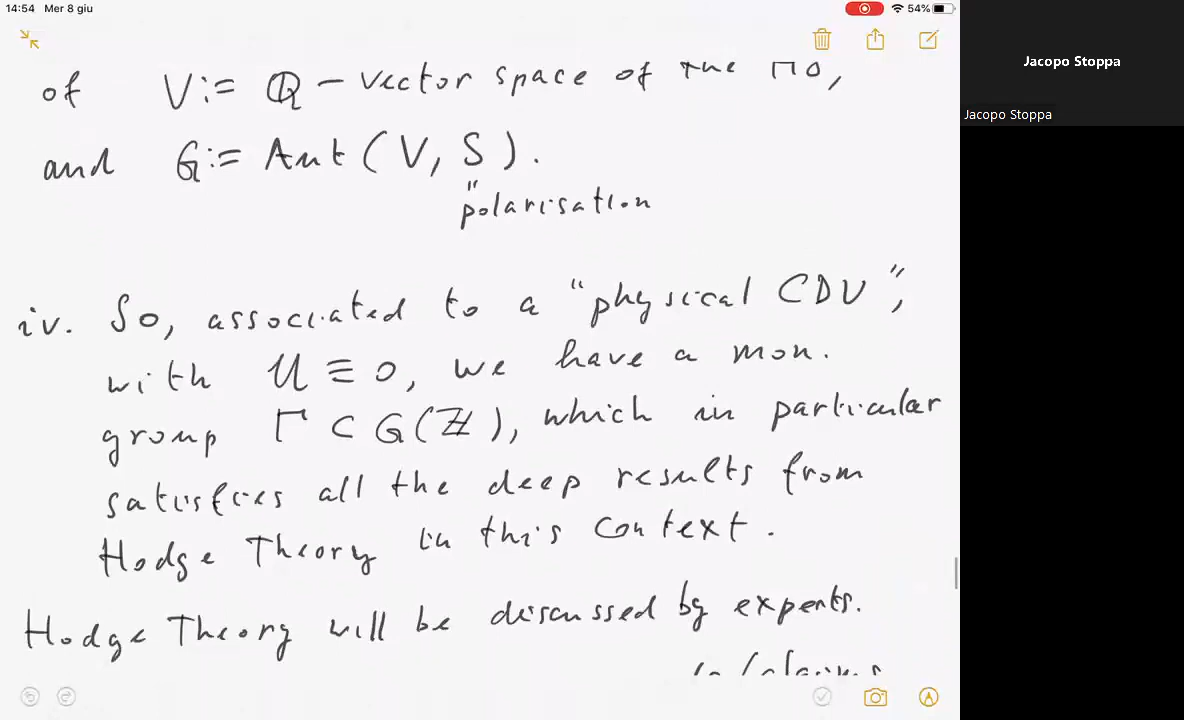 14:54 Mer 8 giu
54%
of V := ℚ - vector space of the
and G := Aut (V, S).
"
polarisation
iv. So, associated to a "physical CDV",
with U ≡ 0, we have a mon.
group Γ ⊂ G(ℤ), which in particular
satisfies all the deep results from
Hodge Theory in this context.
Hodge Theory will be discussed by experts.
Jacopo Stoppa
Jacopo Stoppa